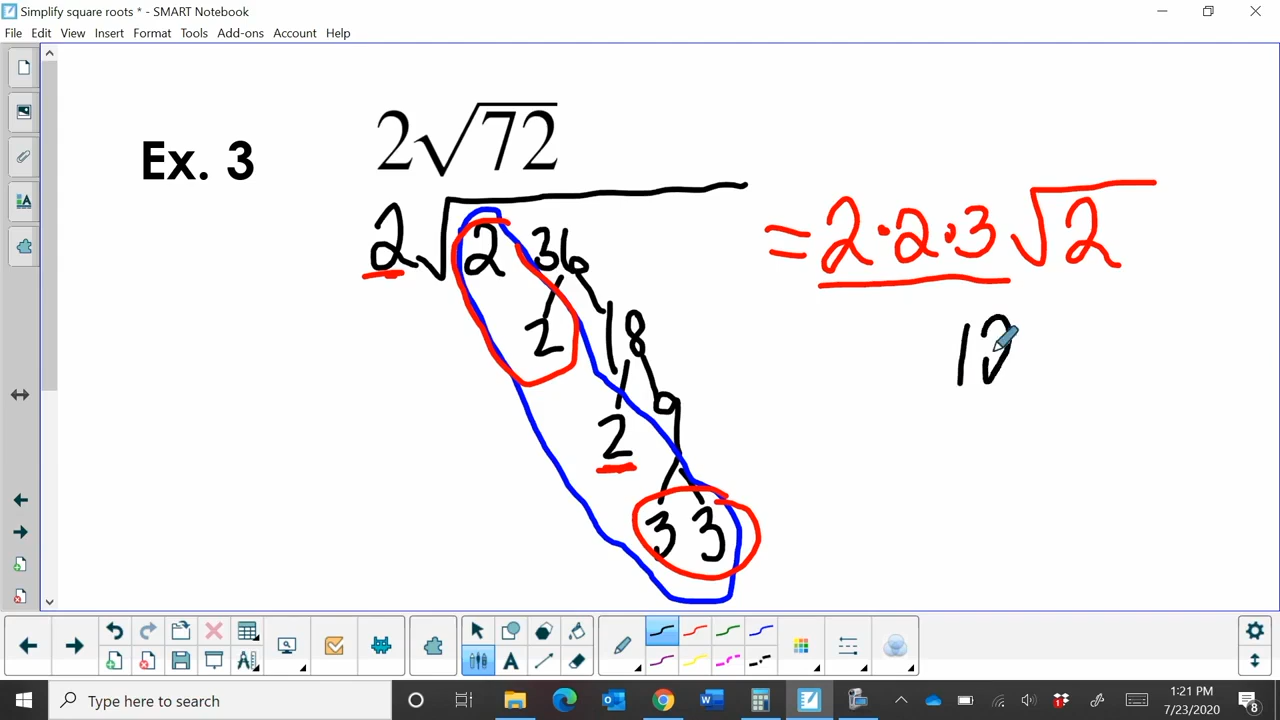 Simplify square roots * - SMART Notebook
File Edit View Insert Format Tools Add-ons Account Help
Ex. 3
2√72
2√2 36
= 2·2·3√2
2 18
12
2 9
3 3
Type here to search
1:21 PM
7/23/2020
8